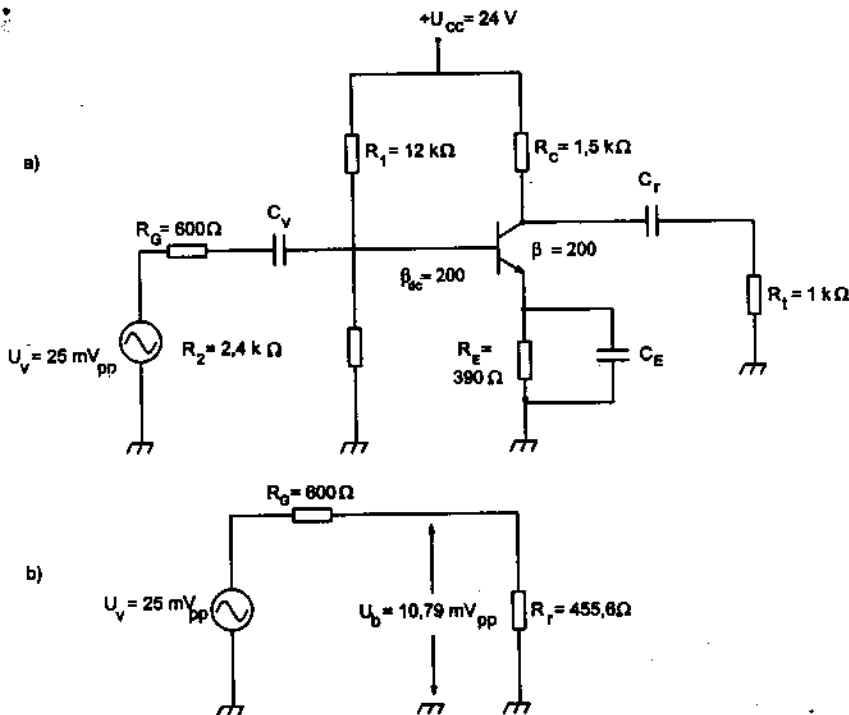 +U_CC = 24 V
a)
R_1 = 12 kΩ
R_C = 1,5 kΩ
C_r
R_G = 600Ω
C_v
β_dc = 200
β = 200
R_t = 1 kΩ
U_v = 25 mV_pp
R_2 = 2,4 kΩ
R_E =
390 Ω
C_E
b)
R_G = 600Ω
U_v = 25 mV_pp
U_b = 10,79 mV_pp
R_r = 455,6Ω